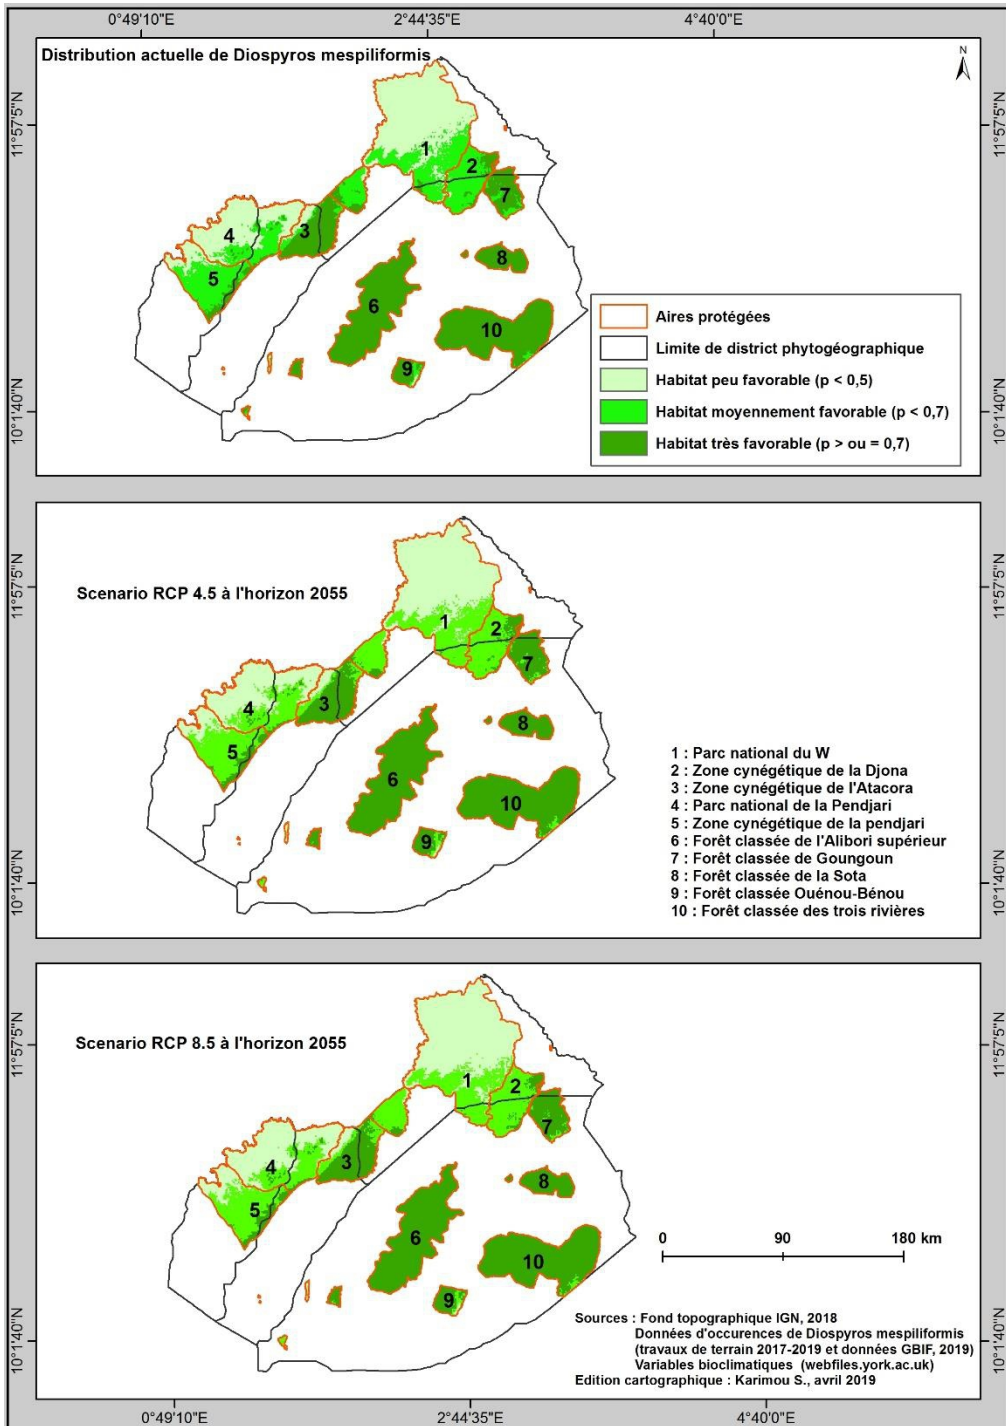 0°49'10"E 2°44'35"E 4°40'0"E
Distribution actuelle de Diospyros mespiliformis
N
11°57'5"N
11°57'5"N
10°1'40"N
10°1'40"N
1
2
3
4
5
6
7
8
9
10
Aires protégées
Limite de district phytogéographique
Habitat peu favorable (p < 0,5)
Habitat moyennement favorable (p < 0,7)
Habitat très favorable (p > ou = 0,7)
Scenario RCP 4.5 à l'horizon 2055
11°57'5"N
11°57'5"N
10°1'40"N
10°1'40"N
1
2
3
4
5
6
7
8
9
10
1 : Parc national du W
2 : Zone cynégétique de la Djona
3 : Zone cynégétique de l'Atacora
4 : Parc national de la Pendjari
5 : Zone cynégétique de la pendjari
6 : Forêt classée de l'Alibori supérieur
7 : Forêt classée de Goungoun
8 : Forêt classée de la Sota
9 : Forêt classée Ouénou-Bénou
10 : Forêt classée des trois rivières
Scenario RCP 8.5 à l'horizon 2055
11°57'5"N
11°57'5"N
10°1'40"N
10°1'40"N
1
2
3
4
5
6
7
8
9
10
0 90 180 km
Sources : Fond topographique IGN, 2018
Données d'occurences de Diospyros mespiliformis
(travaux de terrain 2017-2019 et données GBIF, 2019)
Variables bioclimatiques (webfiles.york.ac.uk)
Edition cartographique : Karimou S., avril 2019
0°49'10"E 2°44'35"E 4°40'0"E